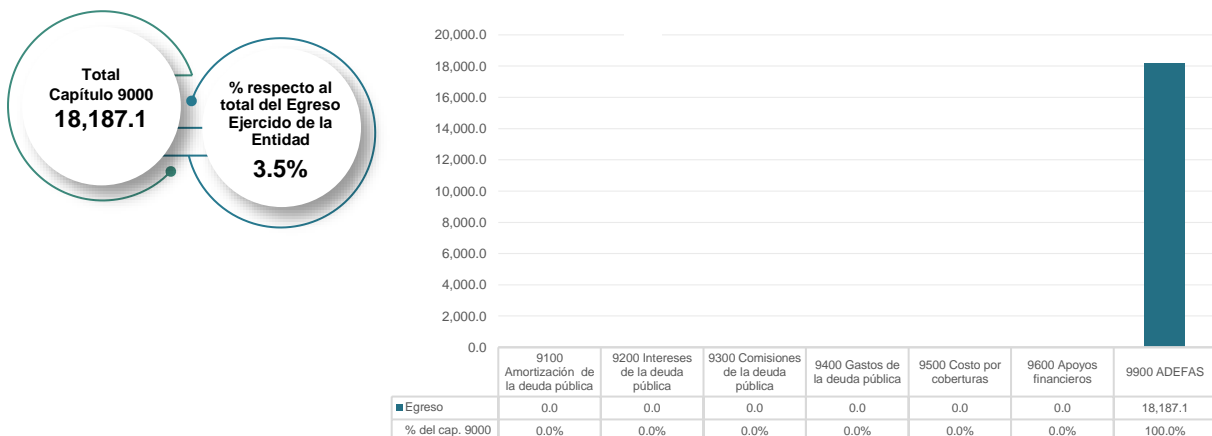 Total
Capítulo 9000
18,187.1
% respecto al
total del Egreso
Ejercido de la
Entidad
3.5%
20,000.0
18,000.0
16,000.0
14,000.0
12,000.0
10,000.0
8,000.0
6,000.0
4,000.0
2,000.0
0.0
9100
Amortización de
la deuda pública
9200 Intereses
de la deuda
pública
9300 Comisiones
de la deuda
pública
9400 Gastos de
la deuda pública
9500 Costo por
coberturas
9600 Apoyos
financieros
9900 ADEFAS
Egreso 0.0 0.0 0.0 0.0 0.0 0.0 18,187.1
% del cap. 9000 0.0% 0.0% 0.0% 0.0% 0.0% 0.0% 100.0%